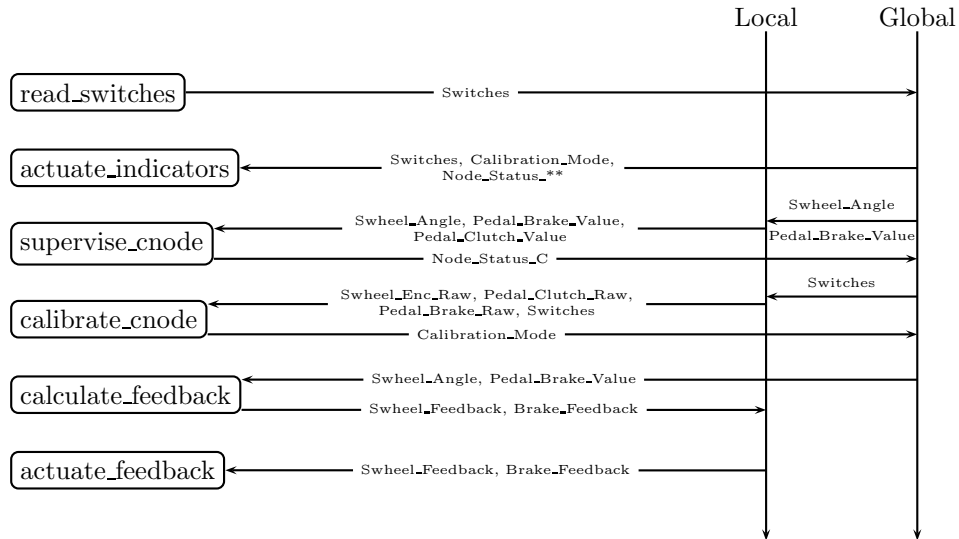 Local Global
read_switches
Switches
actuate_indicators
Switches, Calibration_Mode,
Node_Status_**
Swheel_Angle
Pedal_Brake_Value
supervise_cnode
Swheel_Angle, Pedal_Brake_Value,
Pedal_Clutch_Value
Node_Status_C
Switches
calibrate_cnode
Swheel_Enc_Raw, Pedal_Clutch_Raw,
Pedal_Brake_Raw, Switches
Calibration_Mode
calculate_feedback
Swheel_Angle, Pedal_Brake_Value
Swheel_Feedback, Brake_Feedback
actuate_feedback
Swheel_Feedback, Brake_Feedback